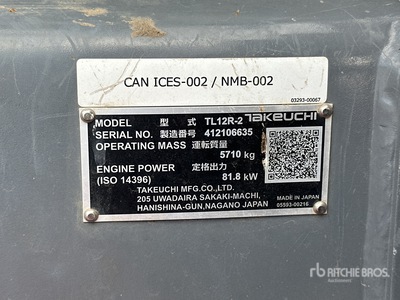 CAN ICES-002 / NMB-002
03293-00067
MODEL 型 式 TL12R-2 TAKEUCHI
SERIAL NO. 製造番号 412106635
OPERATING MASS 運転質量
5710 kg
ENGINE POWER 定格出力
(ISO 14396) 81.8 kW
TAKEUCHI MFG.CO.,LTD.
205 UWADAIRA SAKAKI-MACHI,
HANISHINA-GUN,NAGANO JAPAN
MADE IN JAPAN
05593-00216
rb RITCHIE BROS.
Auctioneers